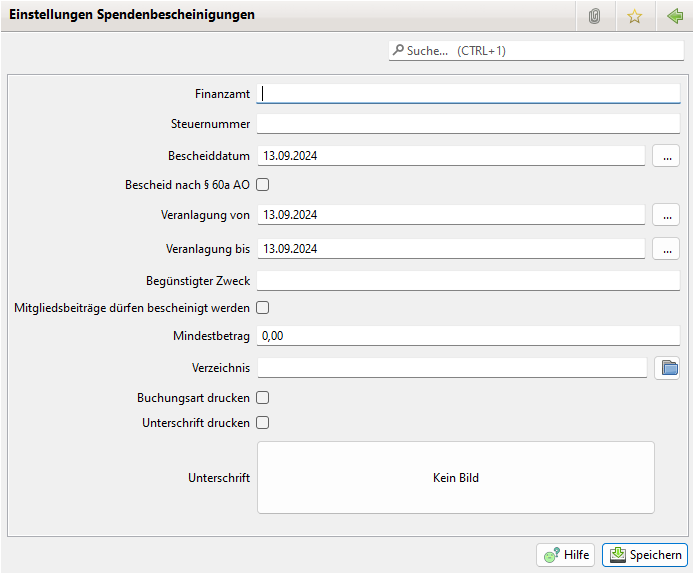 Einstellungen Spendenbescheinigungen
Suche... (CTRL+1)
Finanzamt
Steuernummer
Bescheiddatum 13.09.2024 ...
Bescheid nach § 60a AO
Veranlagung von 13.09.2024 ...
Veranlagung bis 13.09.2024 ...
Begünstigter Zweck
Mitgliedsbeiträge dürfen bescheinigt werden
Mindestbetrag 0,00
Verzeichnis
Buchungsart drucken
Unterschrift drucken
Unterschrift Kein Bild
Hilfe Speichern